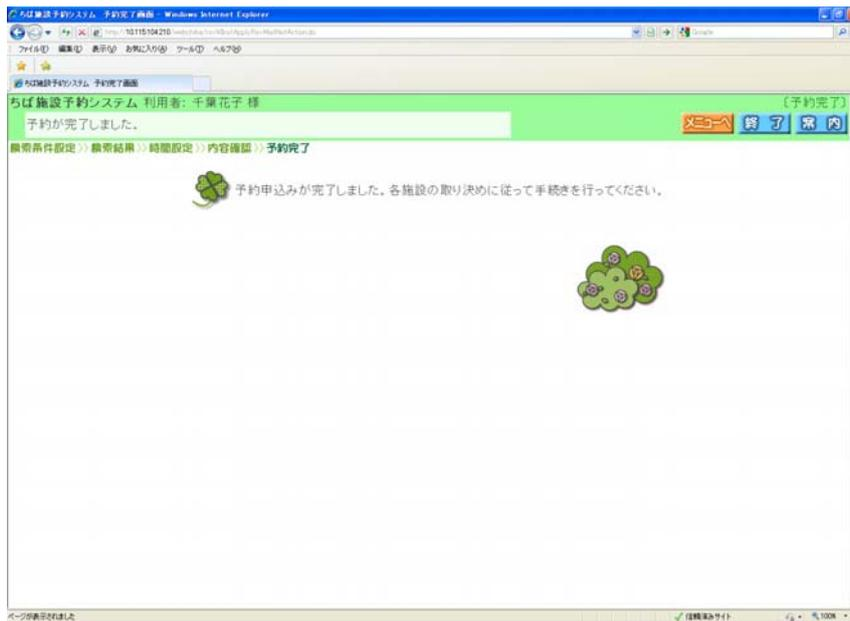 ちば施設予約システム 予約完了画面 - Windows Internet Explorer
ファイル(F) 編集(E) 表示(V) お気に入り(A) ツール(T) ヘルプ(H)
ちば施設予約システム 予約完了画面
ちば施設予約システム 利用者: 千葉花子 様 〔予約完了〕
予約が完了しました。 メニューへ 終了 案内
検索条件設定》検索結果》時間設定》内容確認》予約完了
予約申込みが完了しました。各施設の取り決めに従って手続きを行ってください。
ページが表示されました 信頼済みサイト 100%